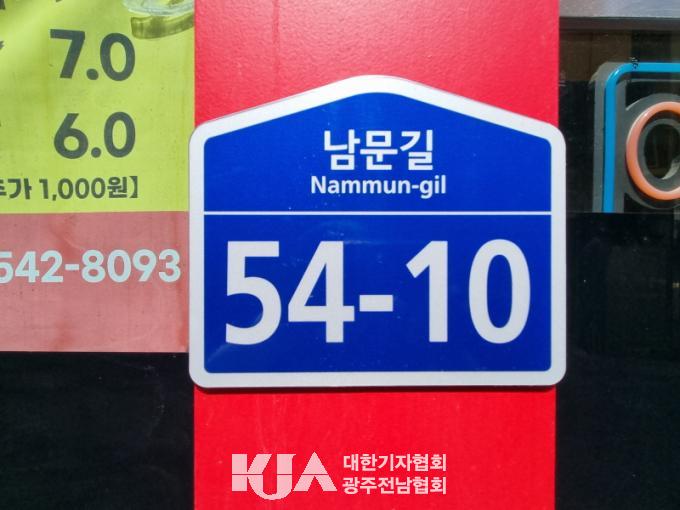 7.0
6.0
가 1,000원】
542-8093
남문길
Nammun-gil
54-10
KJA 대한기자협회
광주전남협회